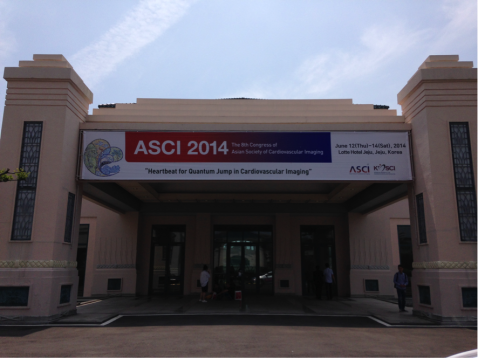 ASCI 2014
The 8th Congress of
Asian Society of Cardiovascular Imaging
"Heartbeat for Quantum Jump in Cardiovascular Imaging"
June 12(Thu)-14(Sat), 2014
Lotte Hotel Jeju, Jeju, Korea
ASCI